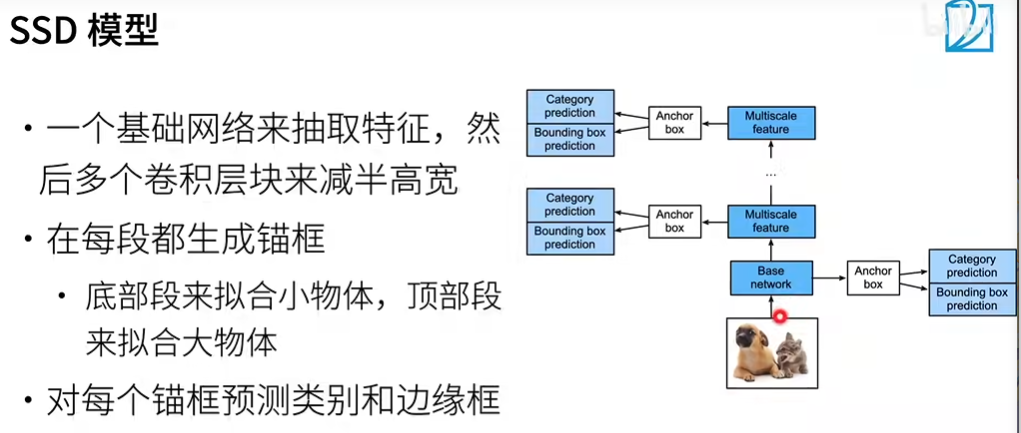 SSD 模型
• 一个基础网络来抽取特征，然
后多个卷积层块来减半高宽
• 在每段都生成锚框
• 底部段来拟合小物体，顶部段
来拟合大物体
• 对每个锚框预测类别和边缘框
Category
prediction
Bounding box
prediction
Anchor
box
Multiscale
feature
...
Category
prediction
Bounding box
prediction
Anchor
box
Multiscale
feature
Base
network
Anchor
box
Category
prediction
Bounding box
prediction